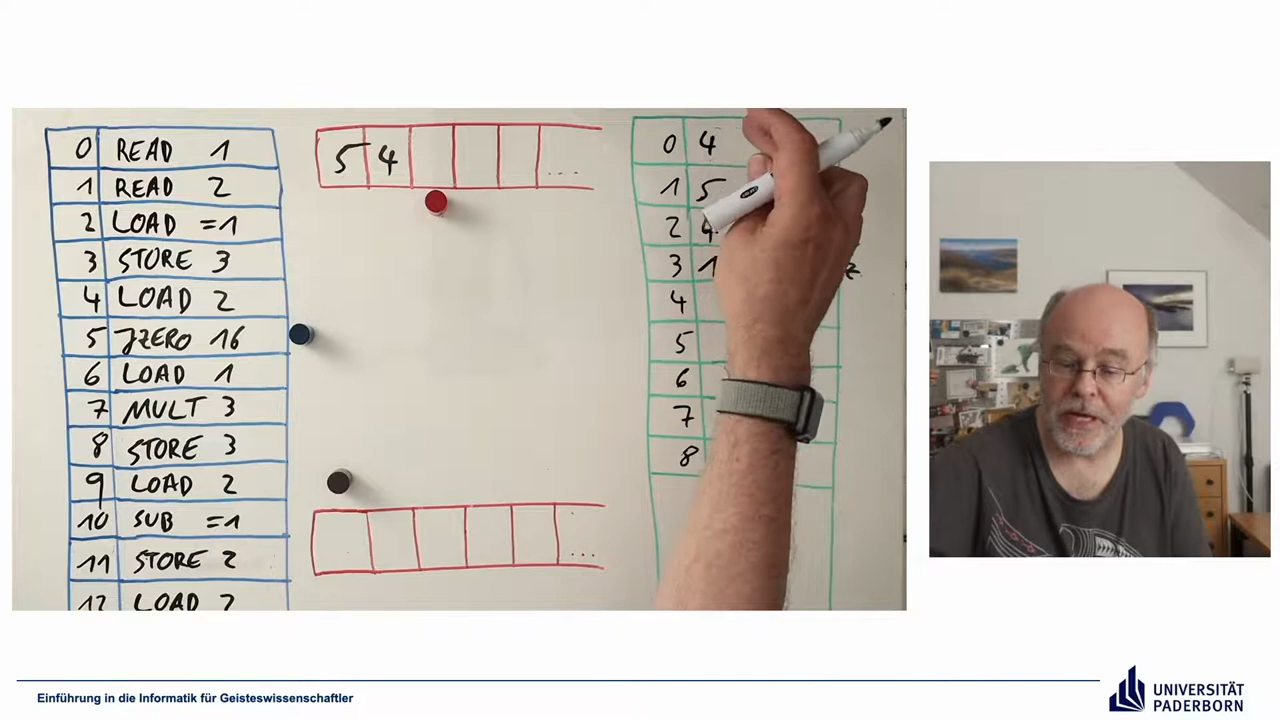 0 READ 1
1 READ 2
2 LOAD =1
3 STORE 3
4 LOAD 2
5 JZERO 16
6 LOAD 1
7 MULT 3
8 STORE 3
9 LOAD 2
10 SUB =1
11 STORE 2
12 LOAD
5 4 ...
....
0 4
1 5
2 4
3 1
4
5
6
7
8
Einführung in die Informatik für Geisteswissenschaftler
UNIVERSITÄT
PADERBORN